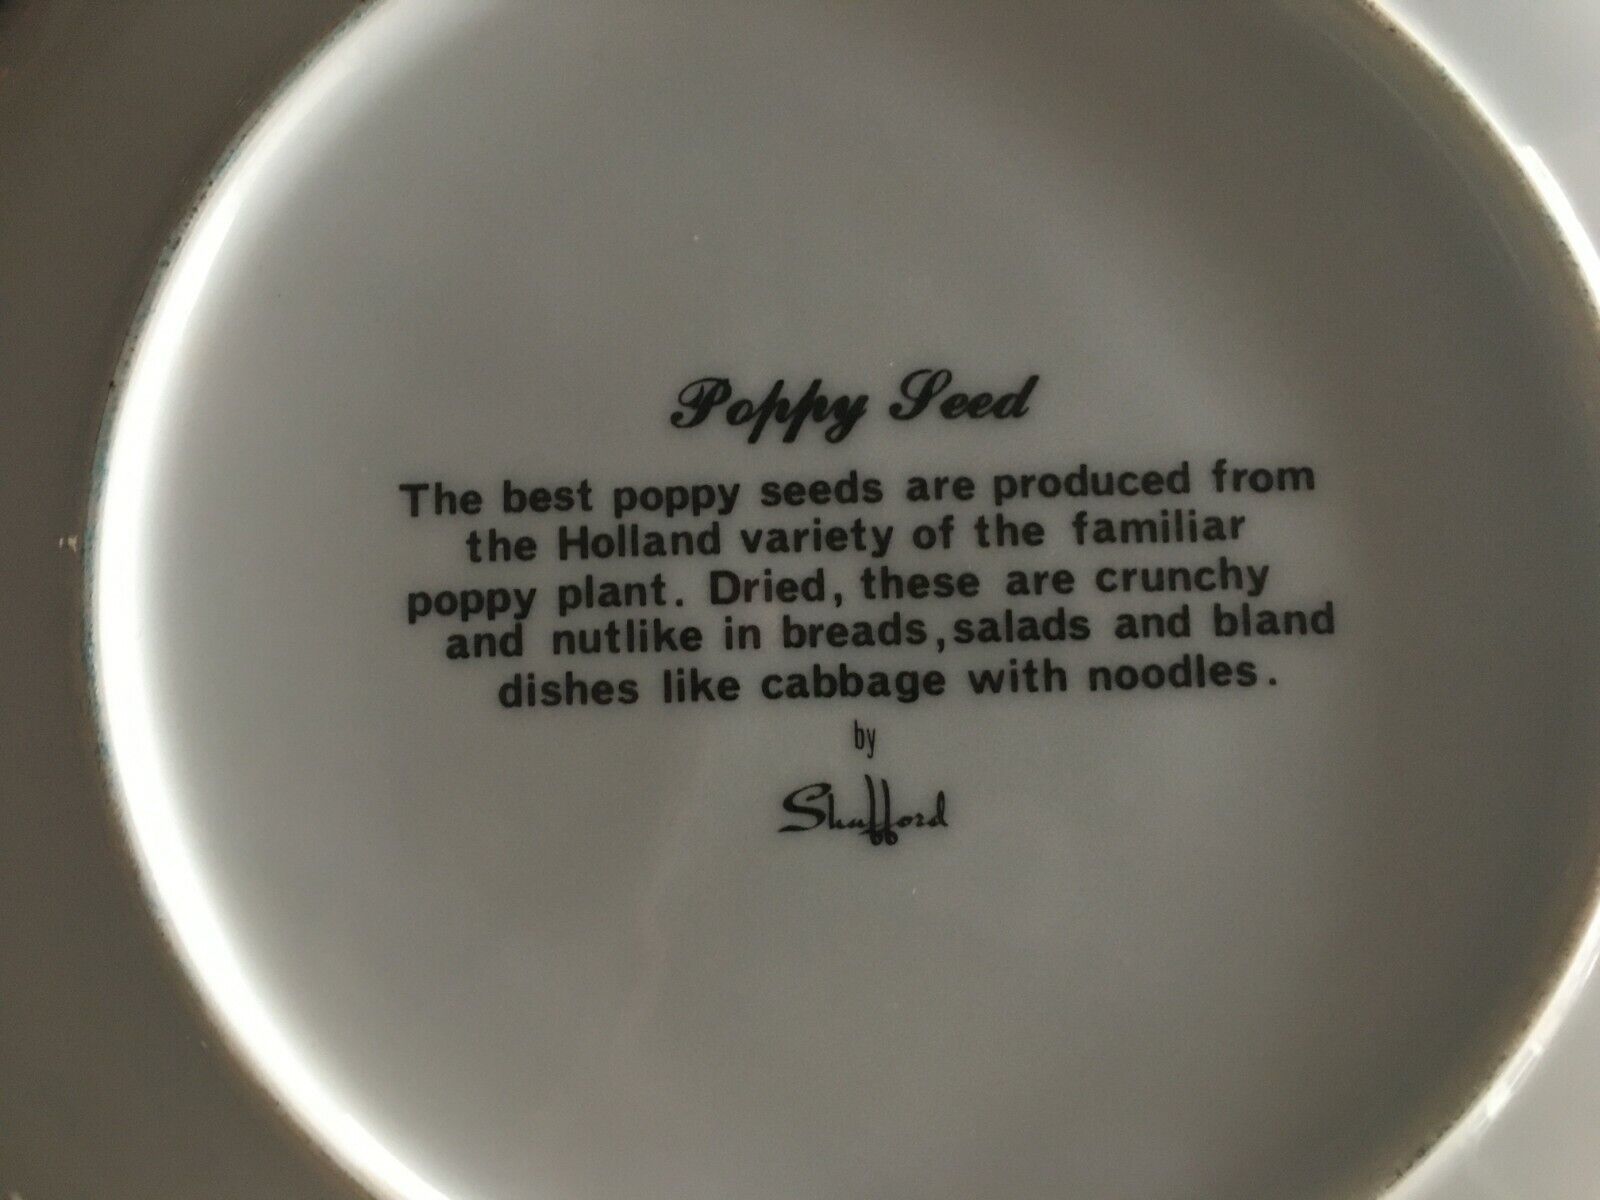 Poppy Seed
The best poppy seeds are produced from
the Holland variety of the familiar
poppy plant. Dried, these are crunchy
and nutlike in breads, salads and bland
dishes like cabbage with noodles.
by
Shafford